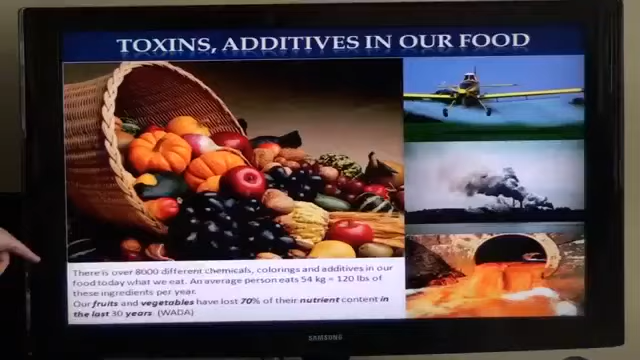 TOXINS, ADDITIVES IN OUR FOOD
There is over 8000 different chemicals, colorings and additives in our
food today what we eat. An average person eats 54 kg = 120 lbs of
these ingredients per year.
Our fruits and vegetables have lost 70% of their nutrient content in
the last 30 years. (WADA)
SAMSUNG